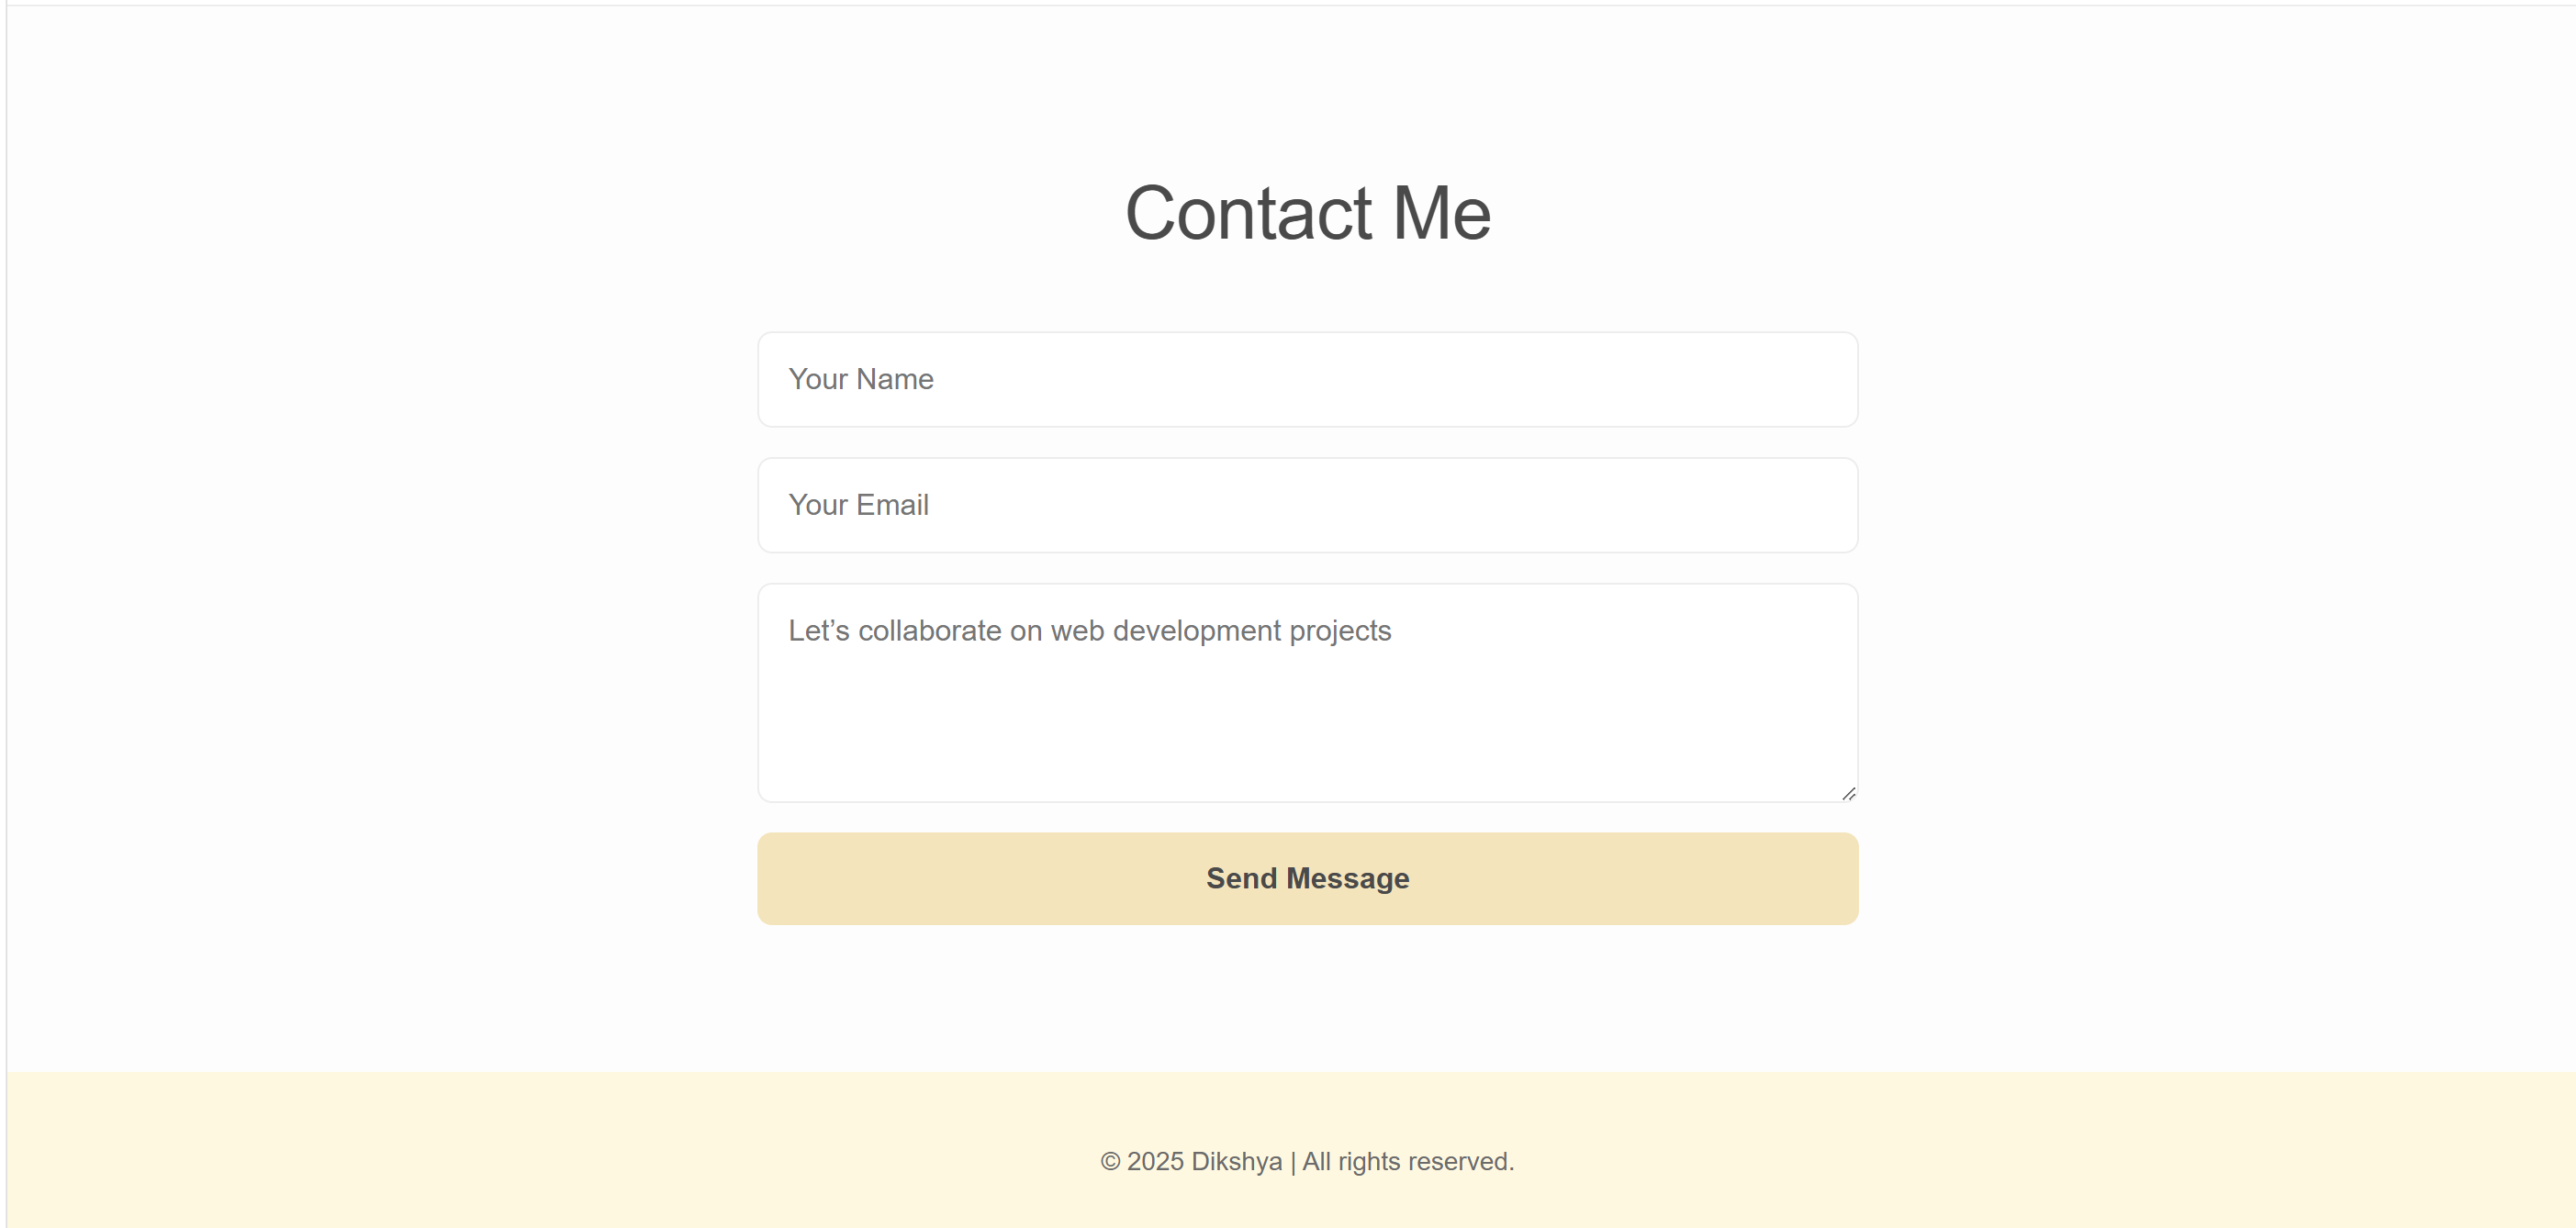 Contact Me
Your Name
Your Email
Let’s collaborate on web development projects
Send Message
© 2025 Dikshya | All rights reserved.